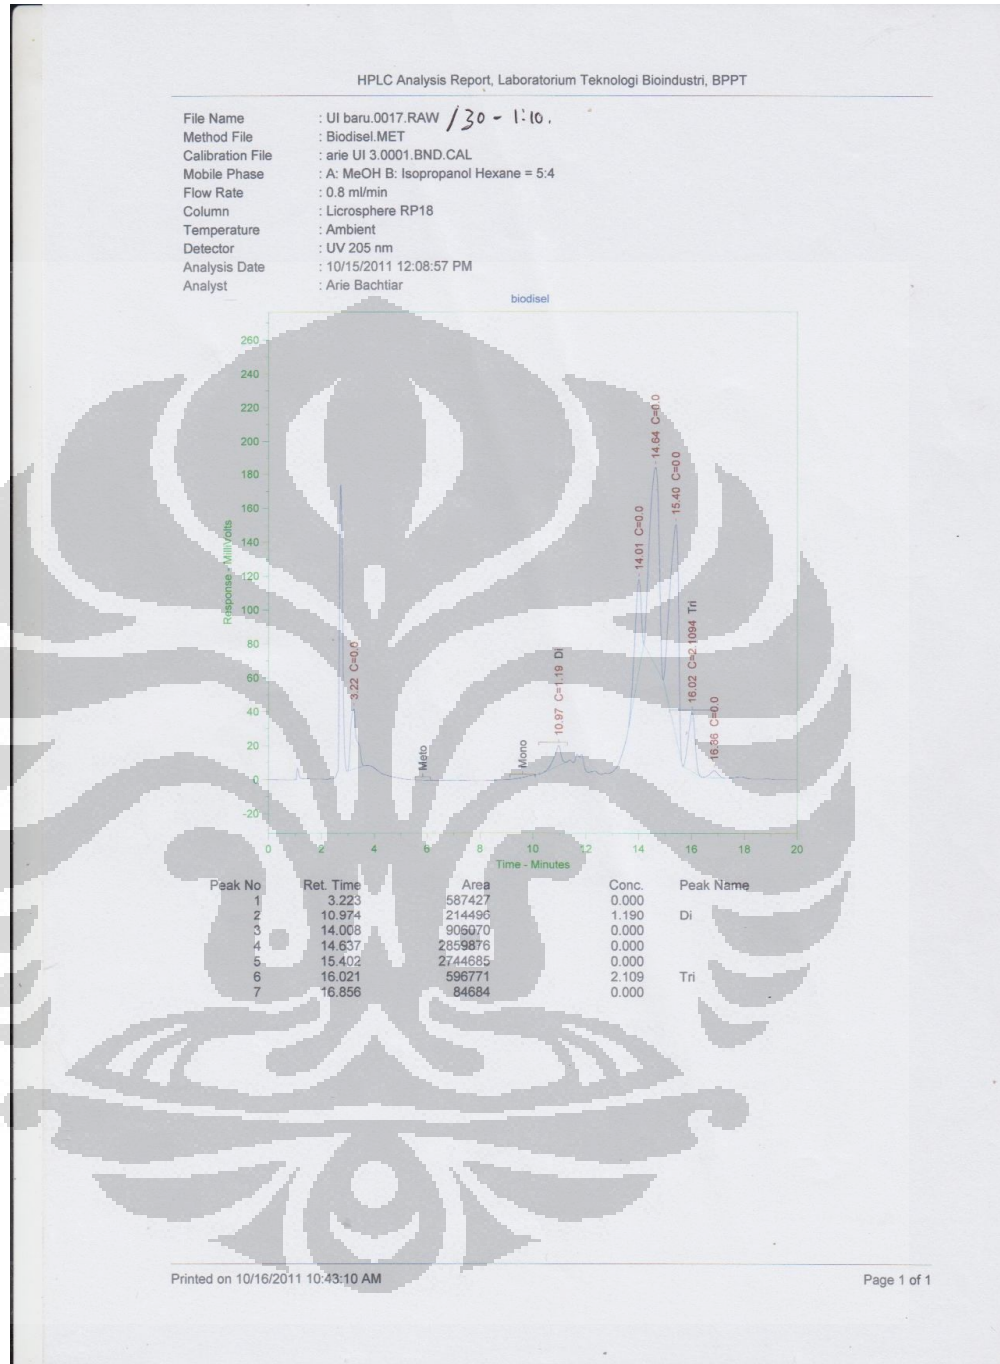 HPLC Analysis Report, Laboratorium Teknologi Bioindustri, BPPT
File Name : UI baru.0017.RAW / 30 - 1:10.
Method File : Biodisel.MET
Calibration File : arie UI 3.0001.BND.CAL
Mobile Phase : A: MeOH B: Isopropanol Hexane = 5:4
Flow Rate : 0.8 ml/min
Column : Licrosphere RP18
Temperature : Ambient
Detector : UV 205 nm
Analysis Date : 10/15/2011 12:08:57 PM
Analyst : Arie Bachtiar
biodisel
260
240
220
200
180
160
140
120
100
80
60
40
20
0
-20
Response - MilliVolts
3.22 C=0.0
Meto
Mono
10.97 C=1.19 Di
14.01 C=0.0
14.64 C=0.0
15.40 C=0.0
16.02 C=2.1094 Tri
16.86 C=0.0
0 2 4 6 8 10 12 14 16 18 20
Time - Minutes
Peak No Ret. Time Area Conc. Peak Name
1 3.223 587427 0.000
2 10.974 214496 1.190 Di
3 14.008 906070 0.000
4 14.637 2859876 0.000
5 15.402 2744685 0.000
6 16.021 596771 2.109 Tri
7 16.856 84684 0.000
Printed on 10/16/2011 10:43:10 AM Page 1 of 1